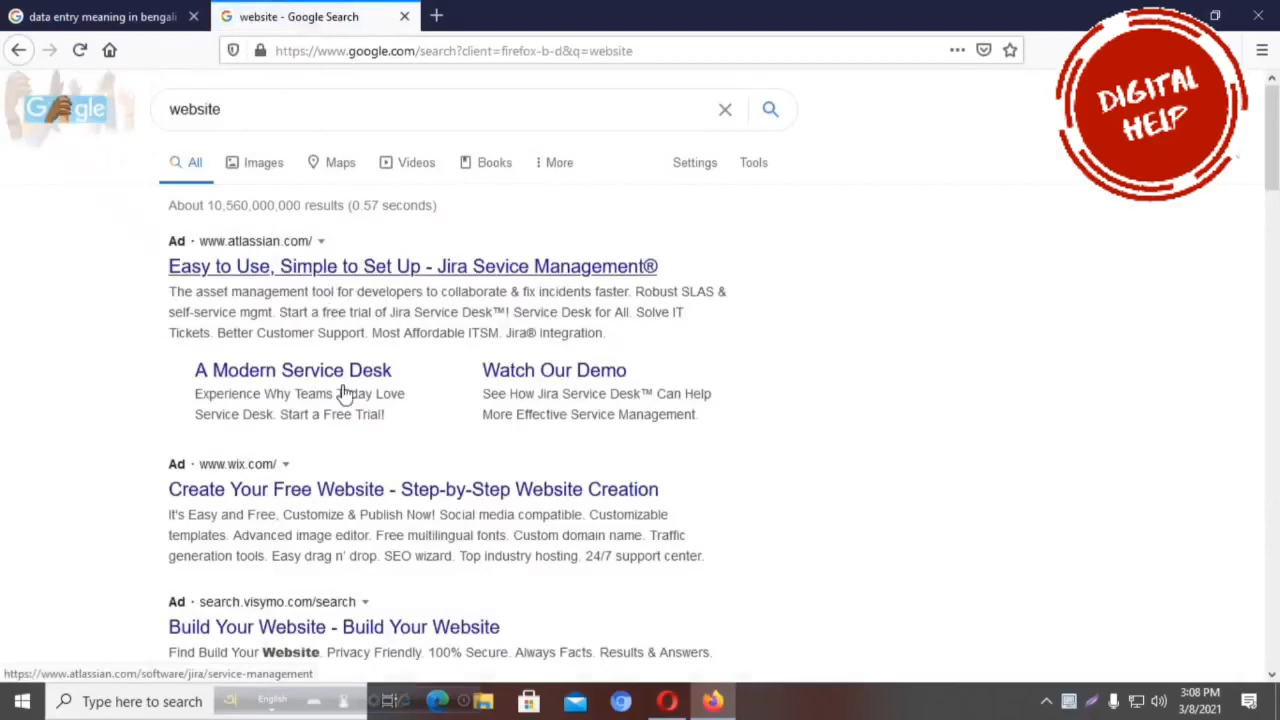 data entry meaning in bengali
website - Google Search
https://www.google.com/search?client=firefox-b-d&q=website
DIGITAL
HELP
Google
website
All
Images
Maps
Videos
Books
More
Settings
Tools
About 10,560,000,000 results (0.57 seconds)
Ad · www.atlassian.com/
Easy to Use, Simple to Set Up - Jira Sevice Management®
The asset management tool for developers to collaborate & fix incidents faster. Robust SLAS &
self-service mgmt. Start a free trial of Jira Service Desk™! Service Desk for All. Solve IT
Tickets. Better Customer Support. Most Affordable ITSM. Jira® integration.
A Modern Service Desk
Watch Our Demo
Experience Why Teams Today Love
Service Desk. Start a Free Trial!
See How Jira Service Desk™ Can Help
More Effective Service Management.
Ad · www.wix.com/
Create Your Free Website - Step-by-Step Website Creation
It's Easy and Free. Customize & Publish Now! Social media compatible. Customizable
templates. Advanced image editor. Free multilingual fonts. Custom domain name. Traffic
generation tools. Easy drag n' drop. SEO wizard. Top industry hosting. 24/7 support center.
Ad · search.visymo.com/search
Build Your Website - Build Your Website
Find Build Your Website. Privacy Friendly. 100% Secure. Always Facts. Results & Answers.
https://www.atlassian.com/software/jira/service-management
Type here to search
English
3:08 PM
3/8/2021